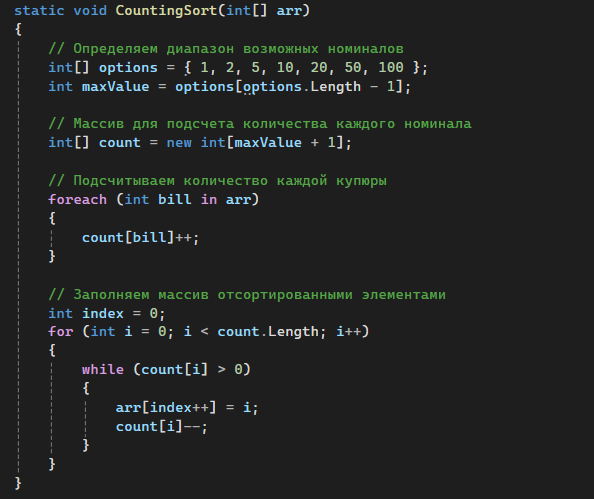 static void CountingSort(int[] arr)
{
    // Определяем диапазон возможных номиналов
    int[] options = { 1, 2, 5, 10, 20, 50, 100 };
    int maxValue = options[options.Length - 1];

    // Массив для подсчета количества каждого номинала
    int[] count = new int[maxValue + 1];

    // Подсчитываем количество каждой купюры
    foreach (int bill in arr)
    {
        count[bill]++;
    }

    // Заполняем массив отсортированными элементами
    int index = 0;
    for (int i = 0; i < count.Length; i++)
    {
        while (count[i] > 0)
        {
            arr[index++] = i;
            count[i]--;
        }
    }
}